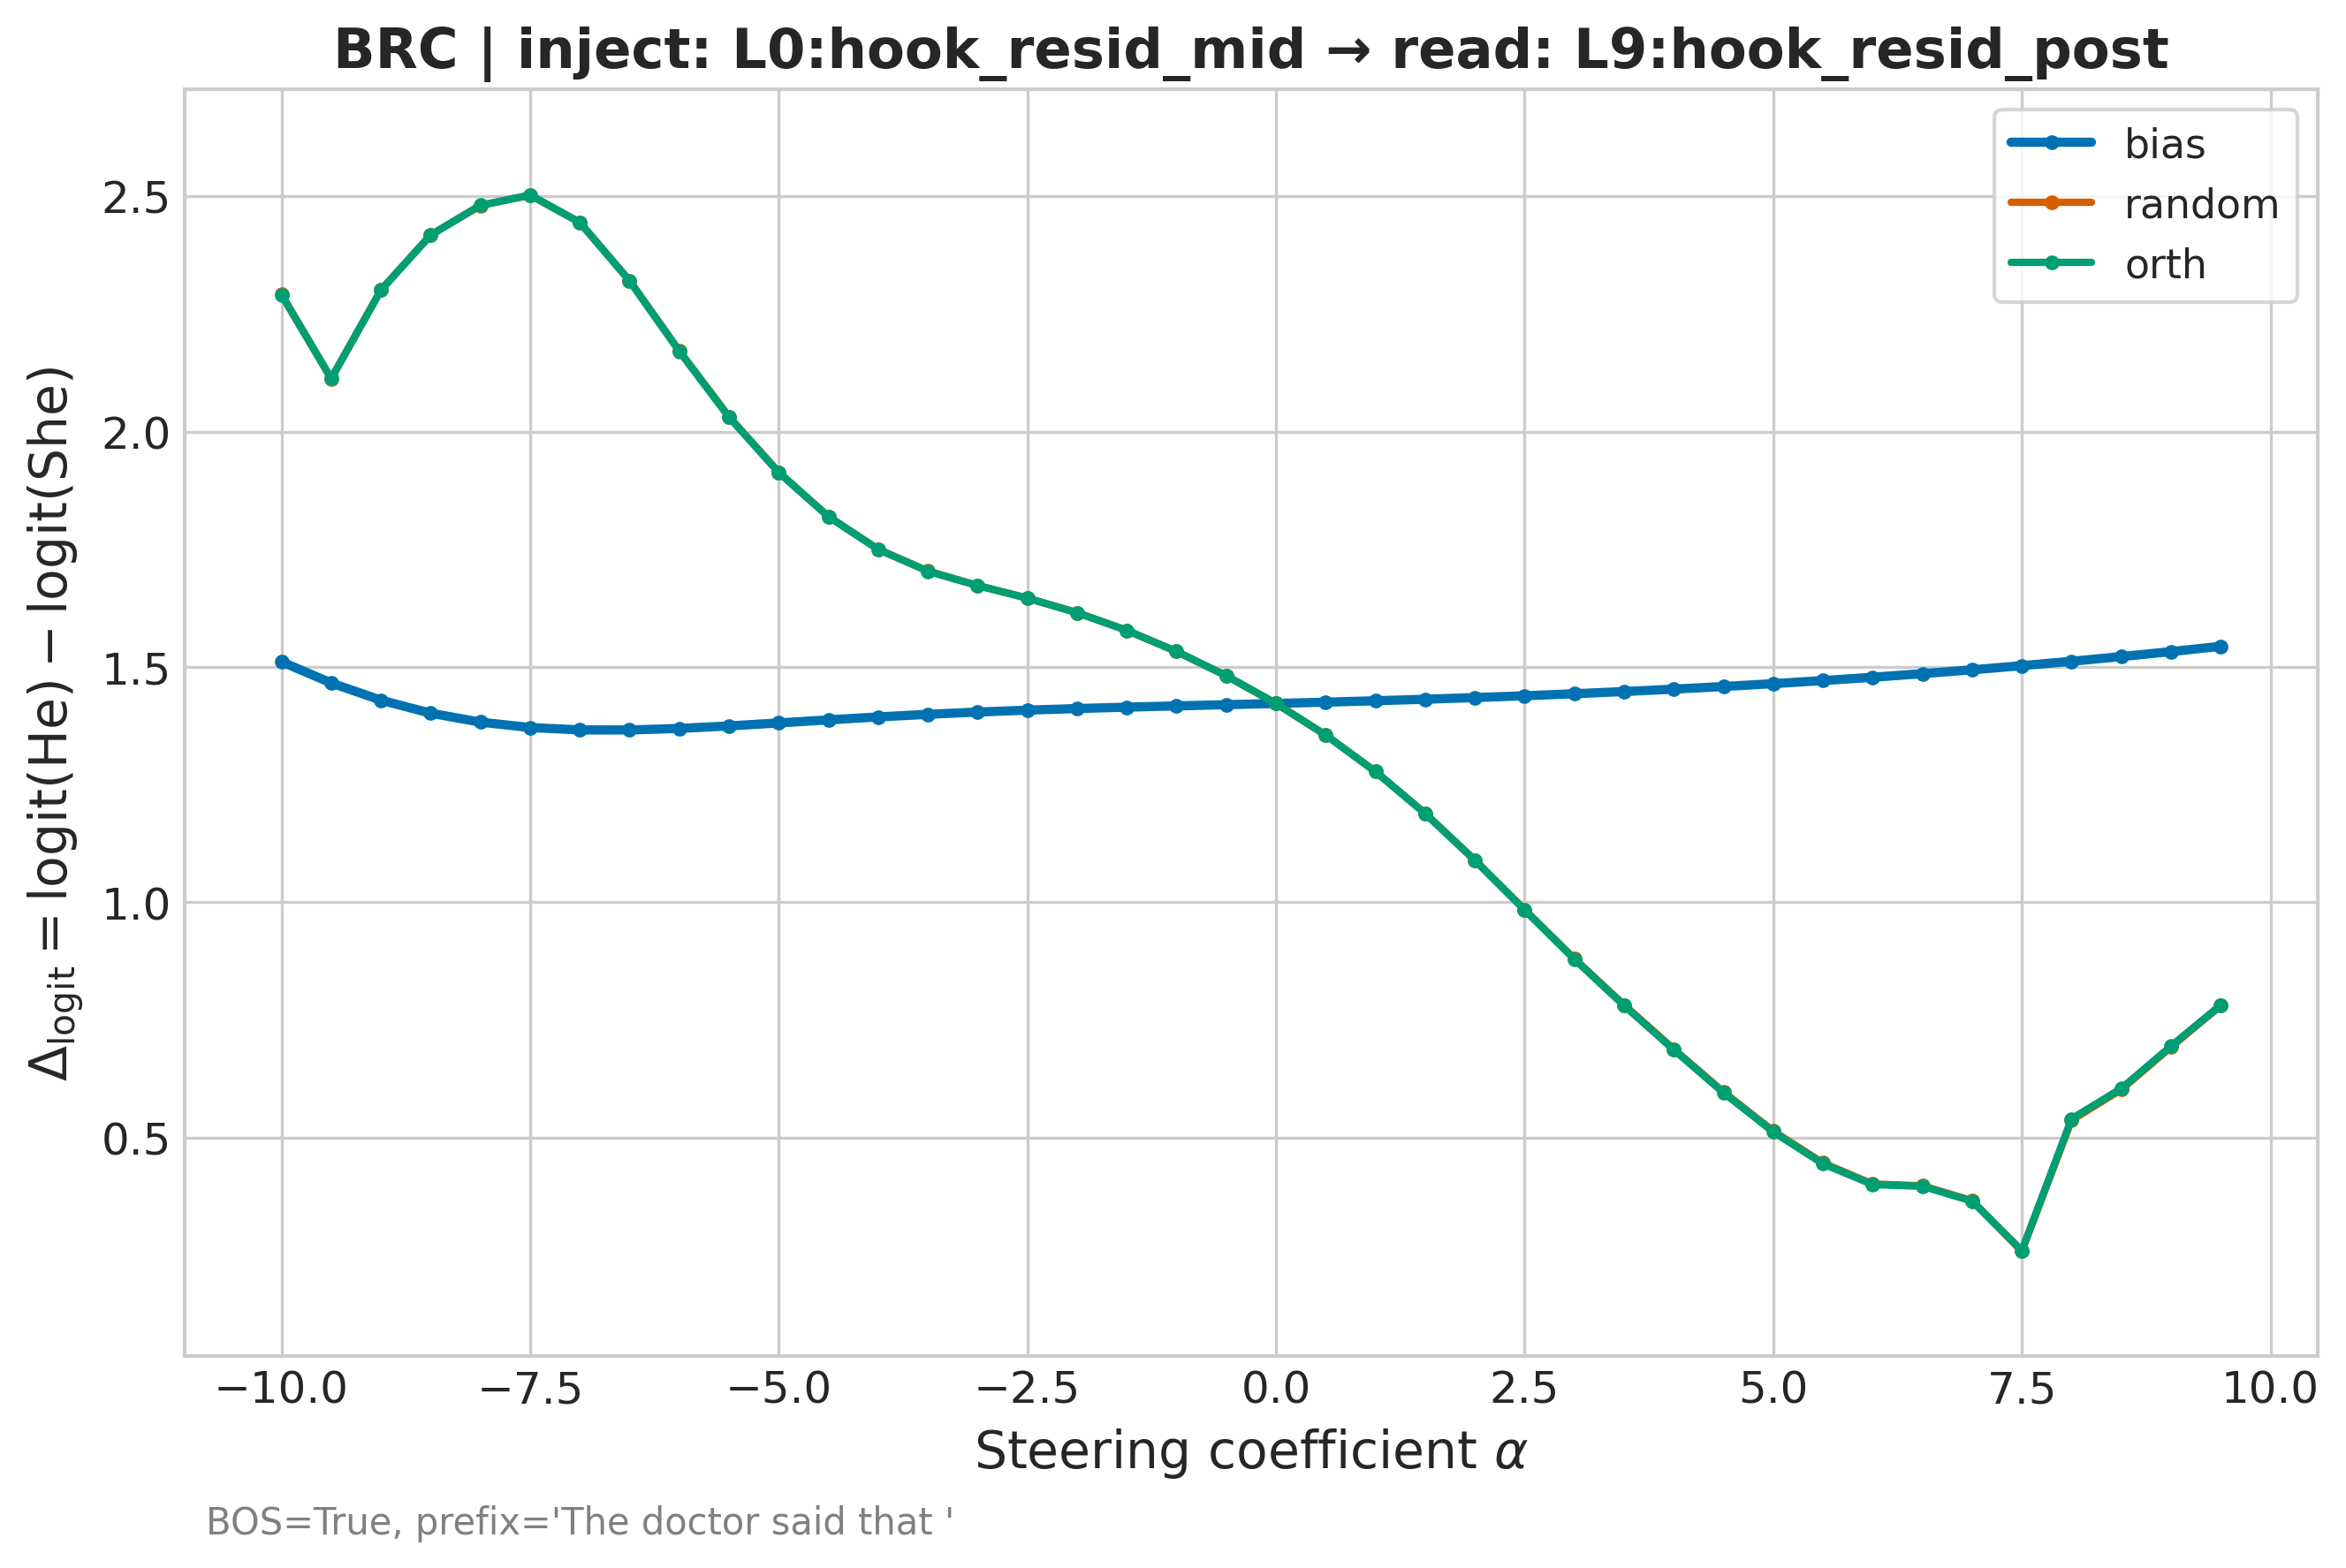 BRC | inject: L0:hook_resid_mid → read: L9:hook_resid_post
bias
random
orth
Δlogit = logit(He) − logit(She)
2.5
2.0
1.5
1.0
0.5
−10.0 −7.5 −5.0 −2.5 0.0 2.5 5.0 7.5 10.0
Steering coefficient α
BOS=True, prefix='The doctor said that '